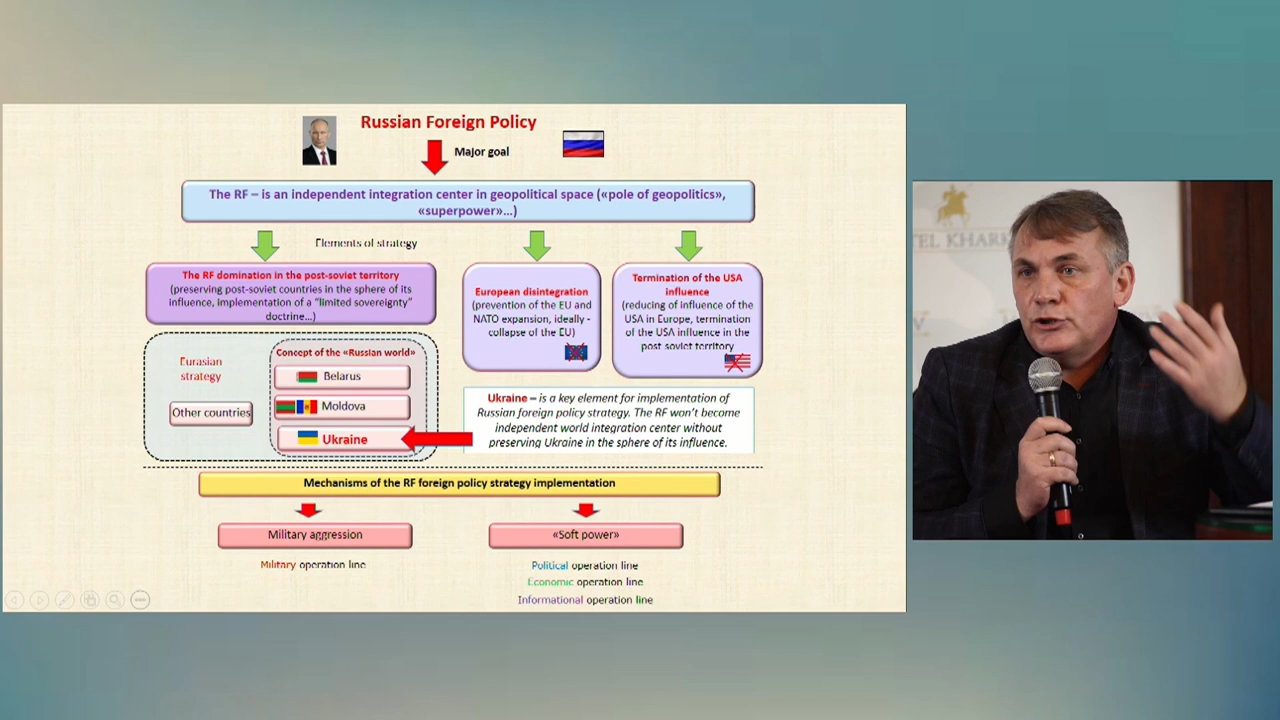 Russian Foreign Policy
Major goal
The RF – is an independent integration center in geopolitical space («pole of geopolitics»,
«superpower»...)
Elements of strategy
The RF domination in the post-soviet territory
(preserving post-soviet countries in the sphere of its
influence, implementation of a "limited sovereignty"
doctrine...)
European disintegration
(prevention of the EU and
NATO expansion, ideally -
collapse of the EU)
Termination of the USA
influence
(reducing of influence of the
USA in Europe, termination
of the USA influence in the
post soviet territory
Eurasian
strategy
Other countries
Concept of the «Russian world»
Belarus
Moldova
Ukraine
Ukraine – is a key element for implementation of
Russian foreign policy strategy. The RF won't become
independent world integration center without
preserving Ukraine in the sphere of its influence.
Mechanisms of the RF foreign policy strategy implementation
Military aggression
Military operation line
«Soft power»
Political operation line
Economic operation line
Informational operation line
TEL KHARK